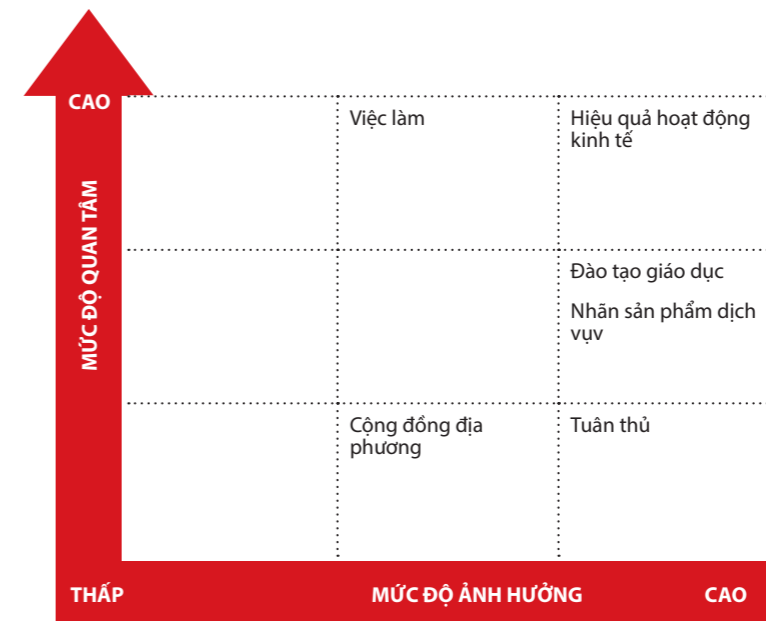 CAO
MỨC ĐỘ QUAN TÂM
Việc làm
Hiệu quả hoạt động
kinh tế
Đào tạo giáo dục
Nhãn sản phẩm dịch
vụv
Cộng đồng địa
phương
Tuân thủ
THẤP
MỨC ĐỘ ẢNH HƯỞNG
CAO